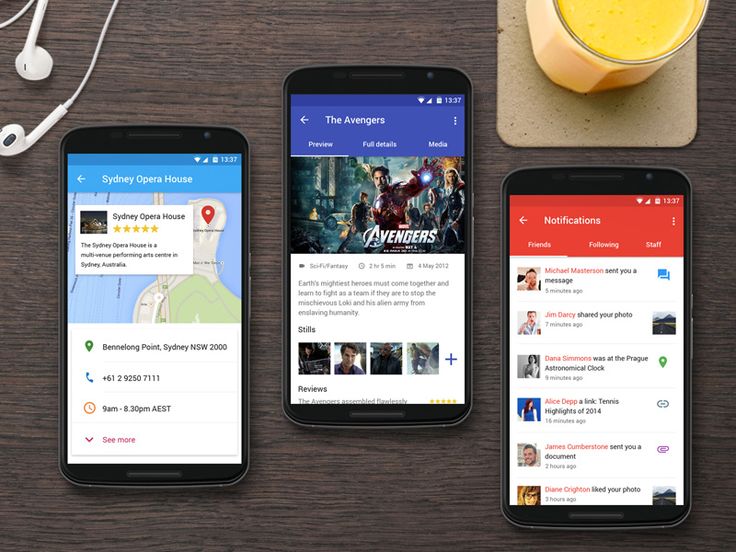 13:37
Sydney Opera House
Sydney Opera House
The Sydney Opera House is a
multi-venue performing arts centre in
Sydney, Australia.
Sydney Opera House
Bennelong Point, Sydney NSW 2000
+61 2 9250 7111
9am - 8.30pm AEST
See more
13:37
The Avengers
Preview
Full details
Media
MARVEL
AVENGERS
Sci-Fi/Fantasy
2 hr 5 min
4 May 2012
Earth's mightiest heroes must come together and
learn to fight as a team if they are to stop the
mischievous Loki and his alien army from
enslaving humanity.
Stills
Reviews
The Avengers assembled flawlessly
13:37
Notifications
Friends
Following
Staff
Michael Masterson sent you a
message
5 minutes ago
Jim Darcy shared your photo
7 minutes ago
Dana Simmons was at the Prague
Astronomical Clock
9 minutes ago
Alice Depp a link: Tennis
Highlights of 2014
16 minutes ago
James Cumberstone sent you a
document
2 hours ago
Diane Crighton liked your photo
3 hours ago